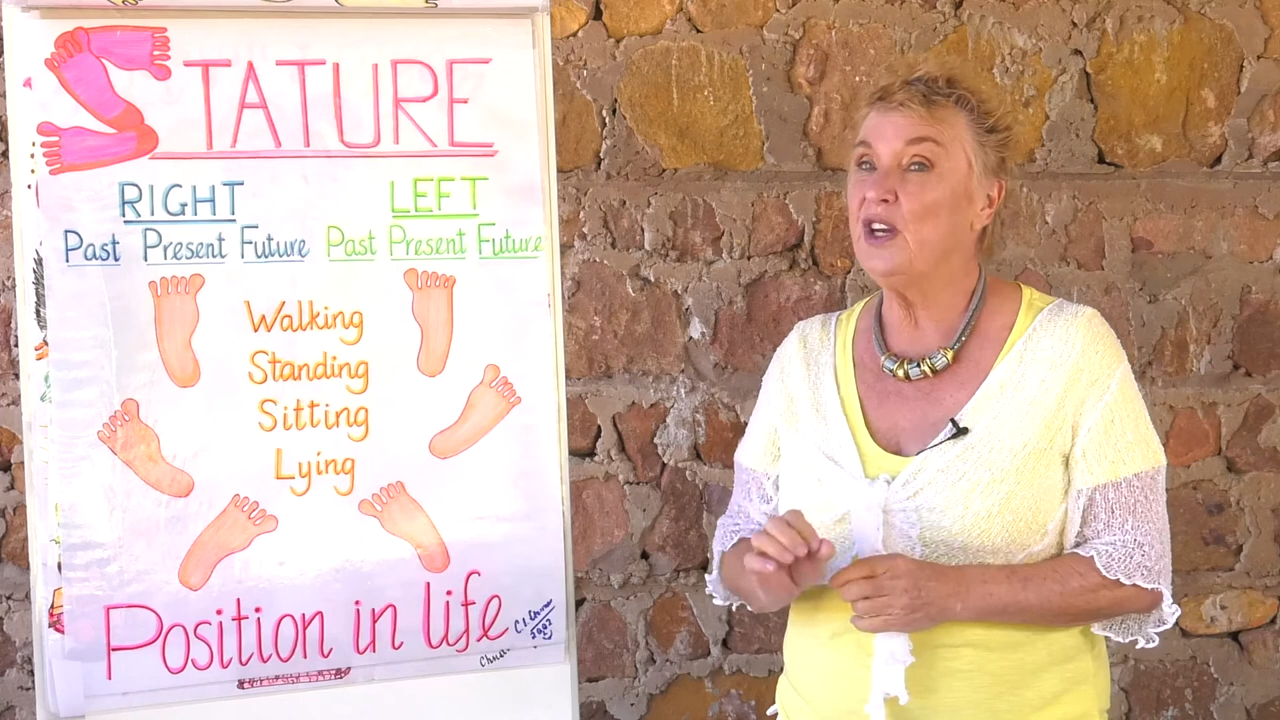 STATURE
RIGHT LEFT
Past Present Future Past Present Future
Walking
Standing
Sitting
Lying
Position in life